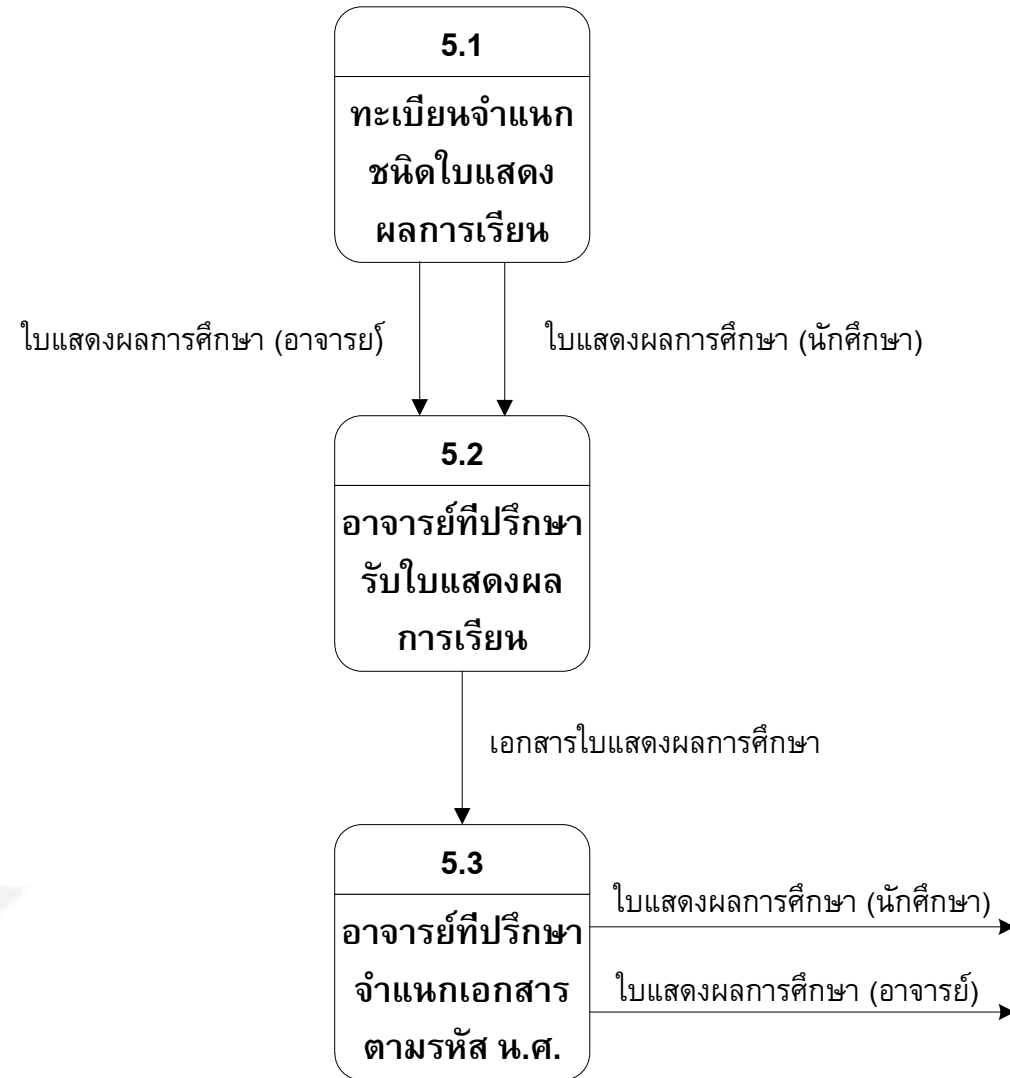 5.1
ทะเบียนจำแนก
ชนิดใบแสดง
ผลการเรียน
ใบแสดงผลการศึกษา (อาจารย์)
ใบแสดงผลการศึกษา (นักศึกษา)
5.2
อาจารย์ที่ปรึกษา
รับใบแสดงผล
การเรียน
เอกสารใบแสดงผลการศึกษา
5.3
อาจารย์ที่ปรึกษา
จำแนกเอกสาร
ตามรหัส น.ศ.
ใบแสดงผลการศึกษา (นักศึกษา)
ใบแสดงผลการศึกษา (อาจารย์)